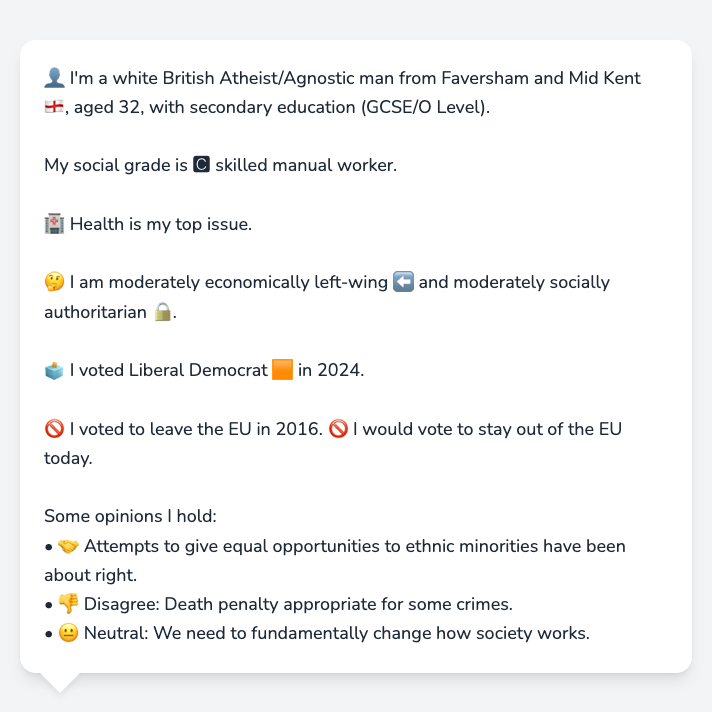 👤 I'm a white British Atheist/Agnostic man from Faversham and Mid Kent
🏴󠁧󠁢󠁥󠁮󠁧󠁿, aged 32, with secondary education (GCSE/O Level).
My social grade is 🅲 skilled manual worker.
🏥 Health is my top issue.
🤔 I am moderately economically left-wing ⬅️ and moderately socially
authoritarian 🔒.
🗳️ I voted Liberal Democrat 🟧 in 2024.
🚫 I voted to leave the EU in 2016. 🚫 I would vote to stay out of the EU
today.
Some opinions I hold:
• 🤝 Attempts to give equal opportunities to ethnic minorities have been
about right.
• 👎 Disagree: Death penalty appropriate for some crimes.
• 😐 Neutral: We need to fundamentally change how society works.